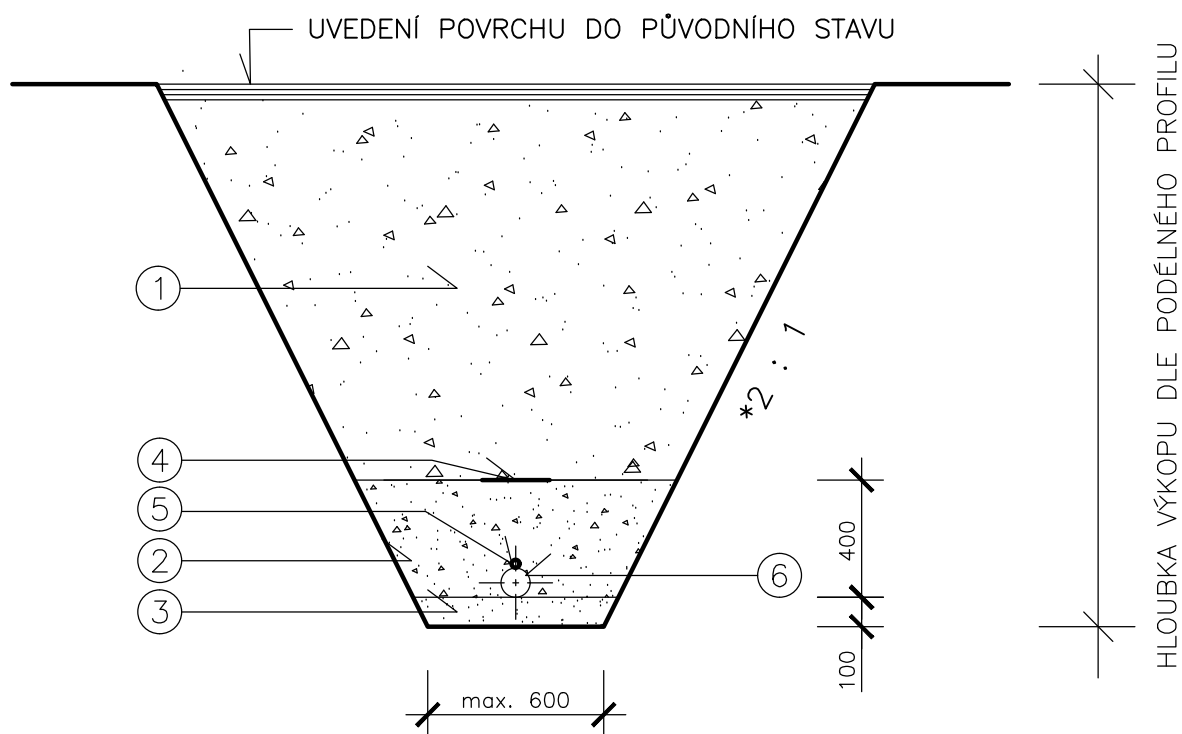 UVEDENÍ POVRCHU DO PŮVODNÍHO STAVU
HLOUBKA VÝKOPU DLE PODÉLNÉHO PROFILU
1
*2 : 1
4
5
2
6
3
400
100
max. 600